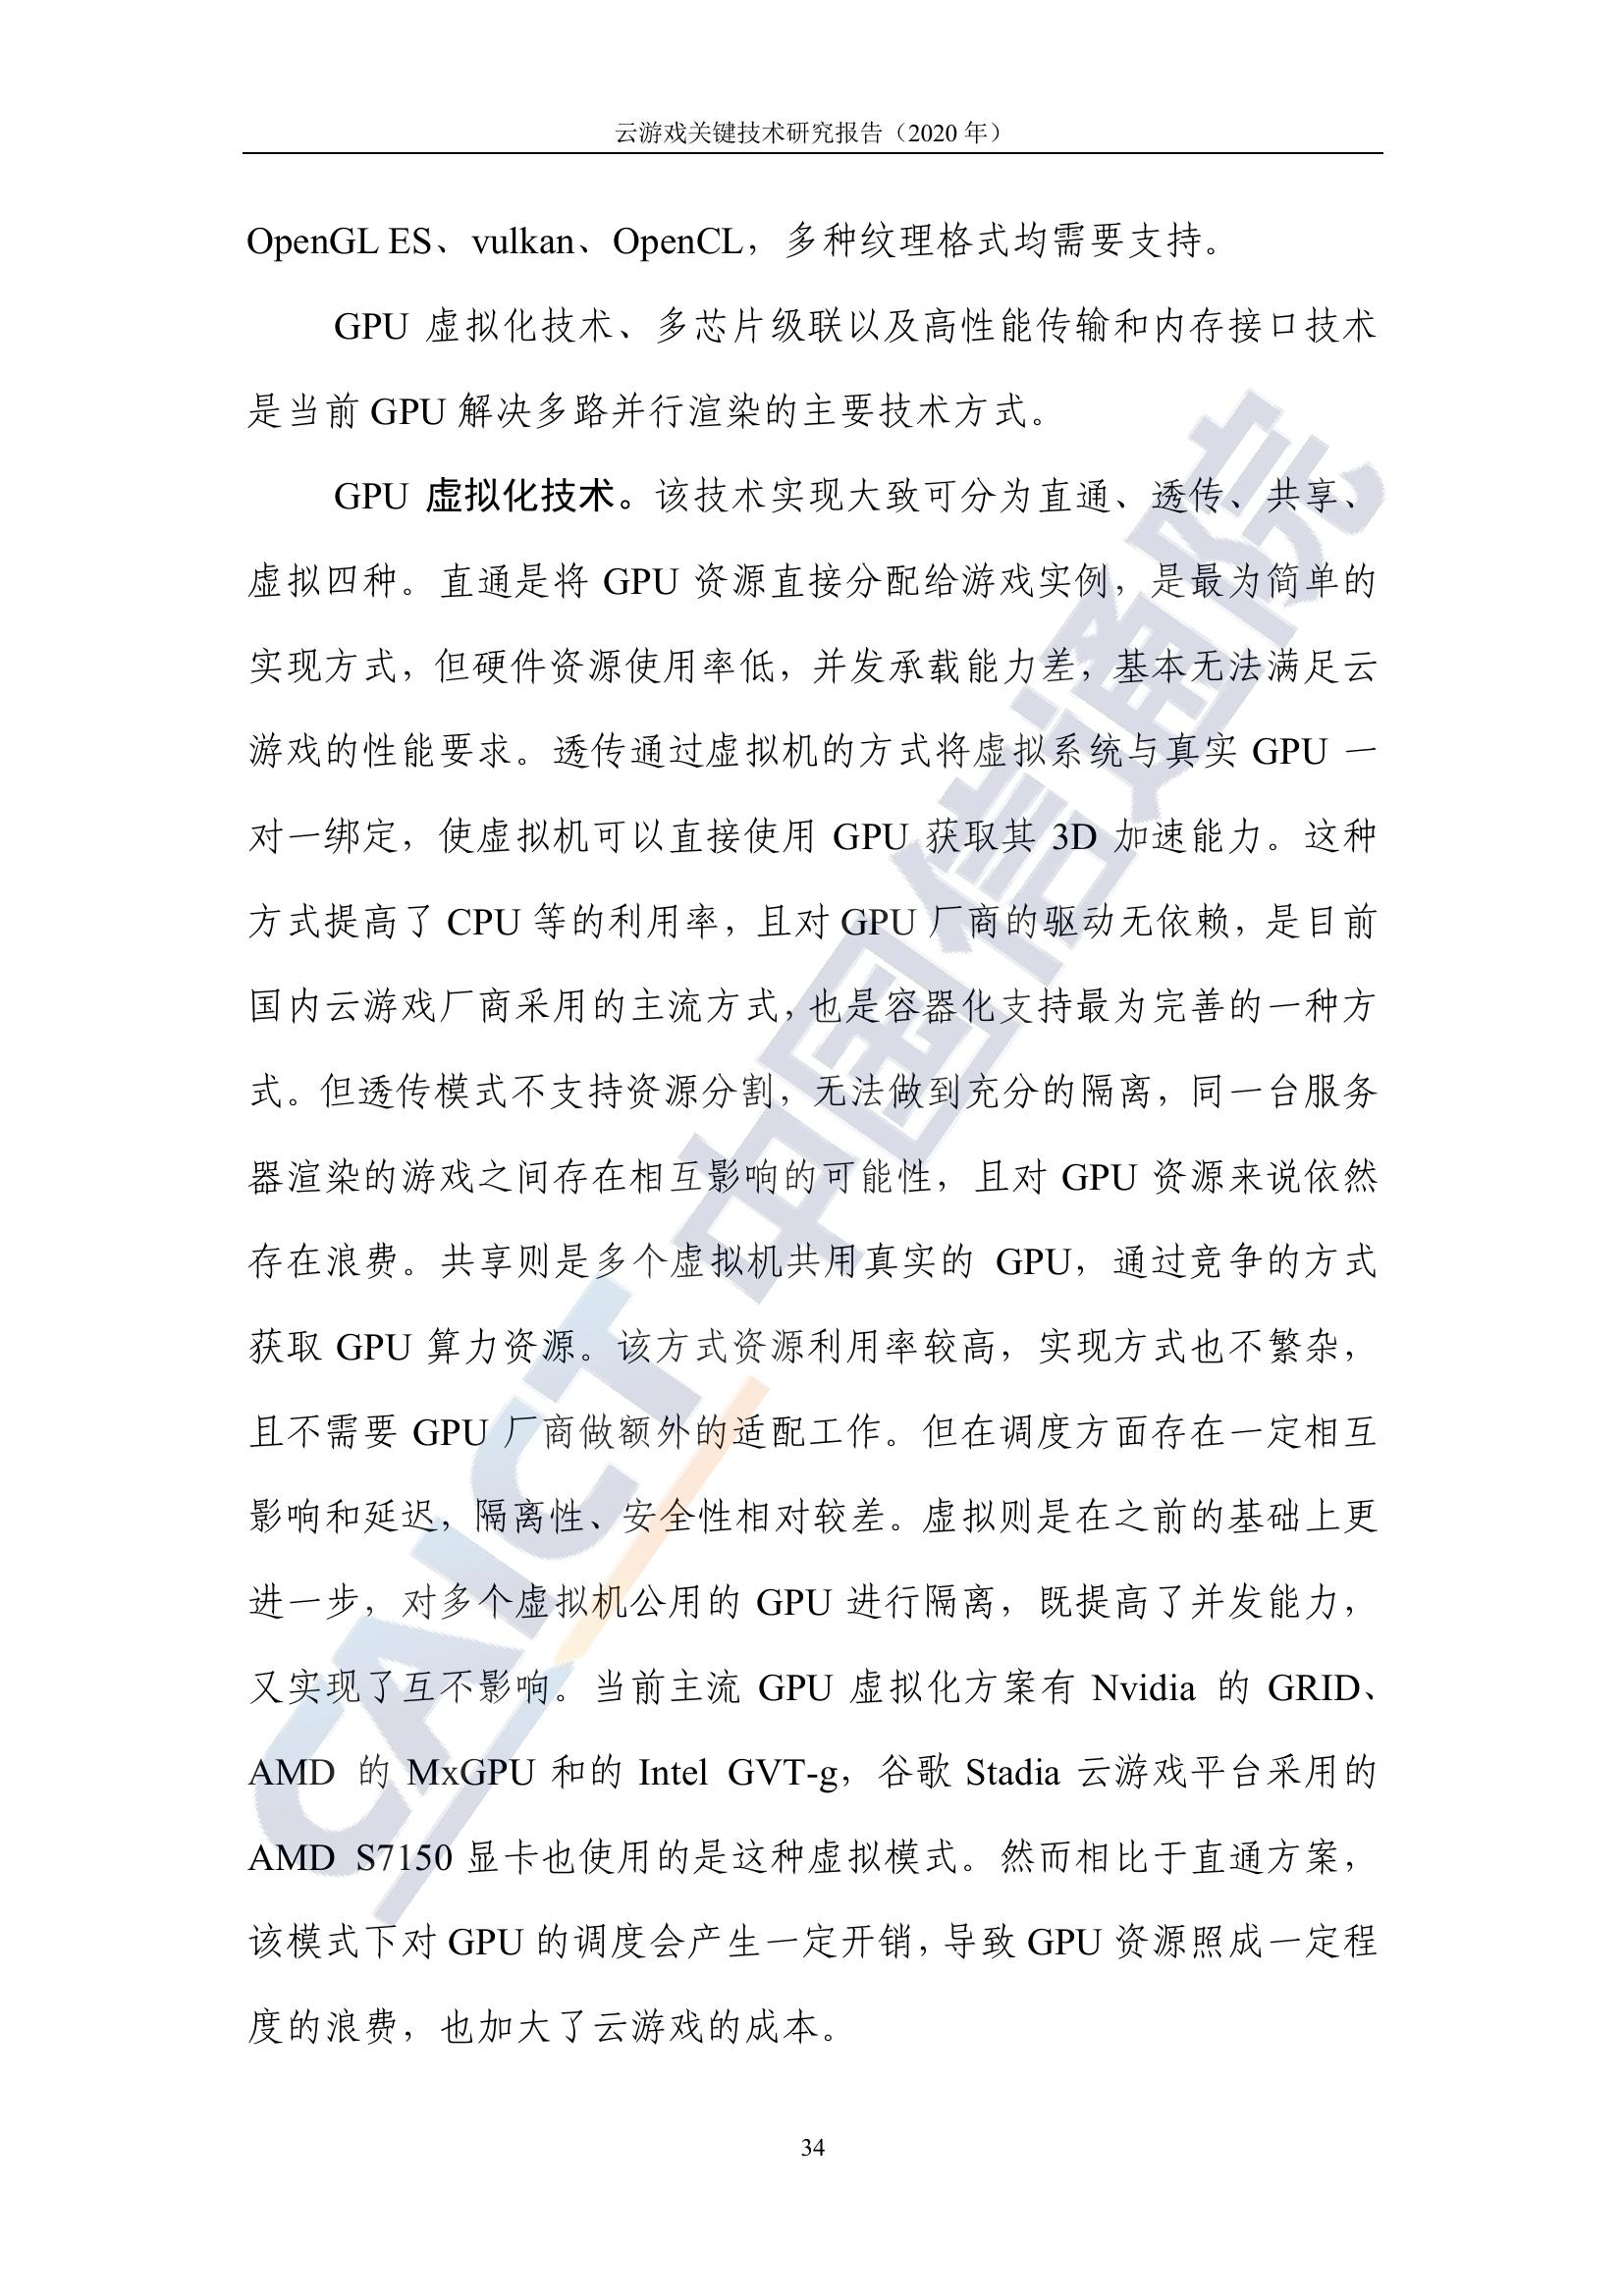 云游戏关键技术研究报告（2020 年）
OpenGL ES、vulkan、OpenCL，多种纹理格式均需要支持。
GPU 虚拟化技术、多芯片级联以及高性能传输和内存接口技术
是当前 GPU 解决多路并行渲染的主要技术方式。
GPU 虚拟化技术。该技术实现大致可分为直通、透传、共享、
虚拟四种。直通是将 GPU 资源直接分配给游戏实例，是最为简单的
实现方式，但硬件资源使用率低，并发承载能力差，基本无法满足云
游戏的性能要求。透传通过虚拟机的方式将虚拟系统与真实 GPU 一
对一绑定，使虚拟机可以直接使用 GPU 获取其 3D 加速能力。这种
方式提高了 CPU 等的利用率，且对 GPU 厂商的驱动无依赖，是目前
国内云游戏厂商采用的主流方式，也是容器化支持最为完善的一种方
式。但透传模式不支持资源分割，无法做到充分的隔离，同一台服务
器渲染的游戏之间存在相互影响的可能性，且对 GPU 资源来说依然
存在浪费。共享则是多个虚拟机共用真实的 GPU，通过竞争的方式
获取 GPU 算力资源。该方式资源利用率较高，实现方式也不繁杂，
且不需要 GPU 厂商做额外的适配工作。但在调度方面存在一定相互
影响和延迟，隔离性、安全性相对较差。虚拟则是在之前的基础上更
进一步，对多个虚拟机公用的 GPU 进行隔离，既提高了并发能力，
又实现了互不影响。当前主流 GPU 虚拟化方案有 Nvidia 的 GRID、
AMD 的 MxGPU 和的 Intel GVT-g，谷歌 Stadia 云游戏平台采用的
AMD S7150 显卡也使用的是这种虚拟模式。然而相比于直通方案，
该模式下对 GPU 的调度会产生一定开销，导致 GPU 资源照成一定程
度的浪费，也加大了云游戏的成本。
34
CAICT 中国信通院